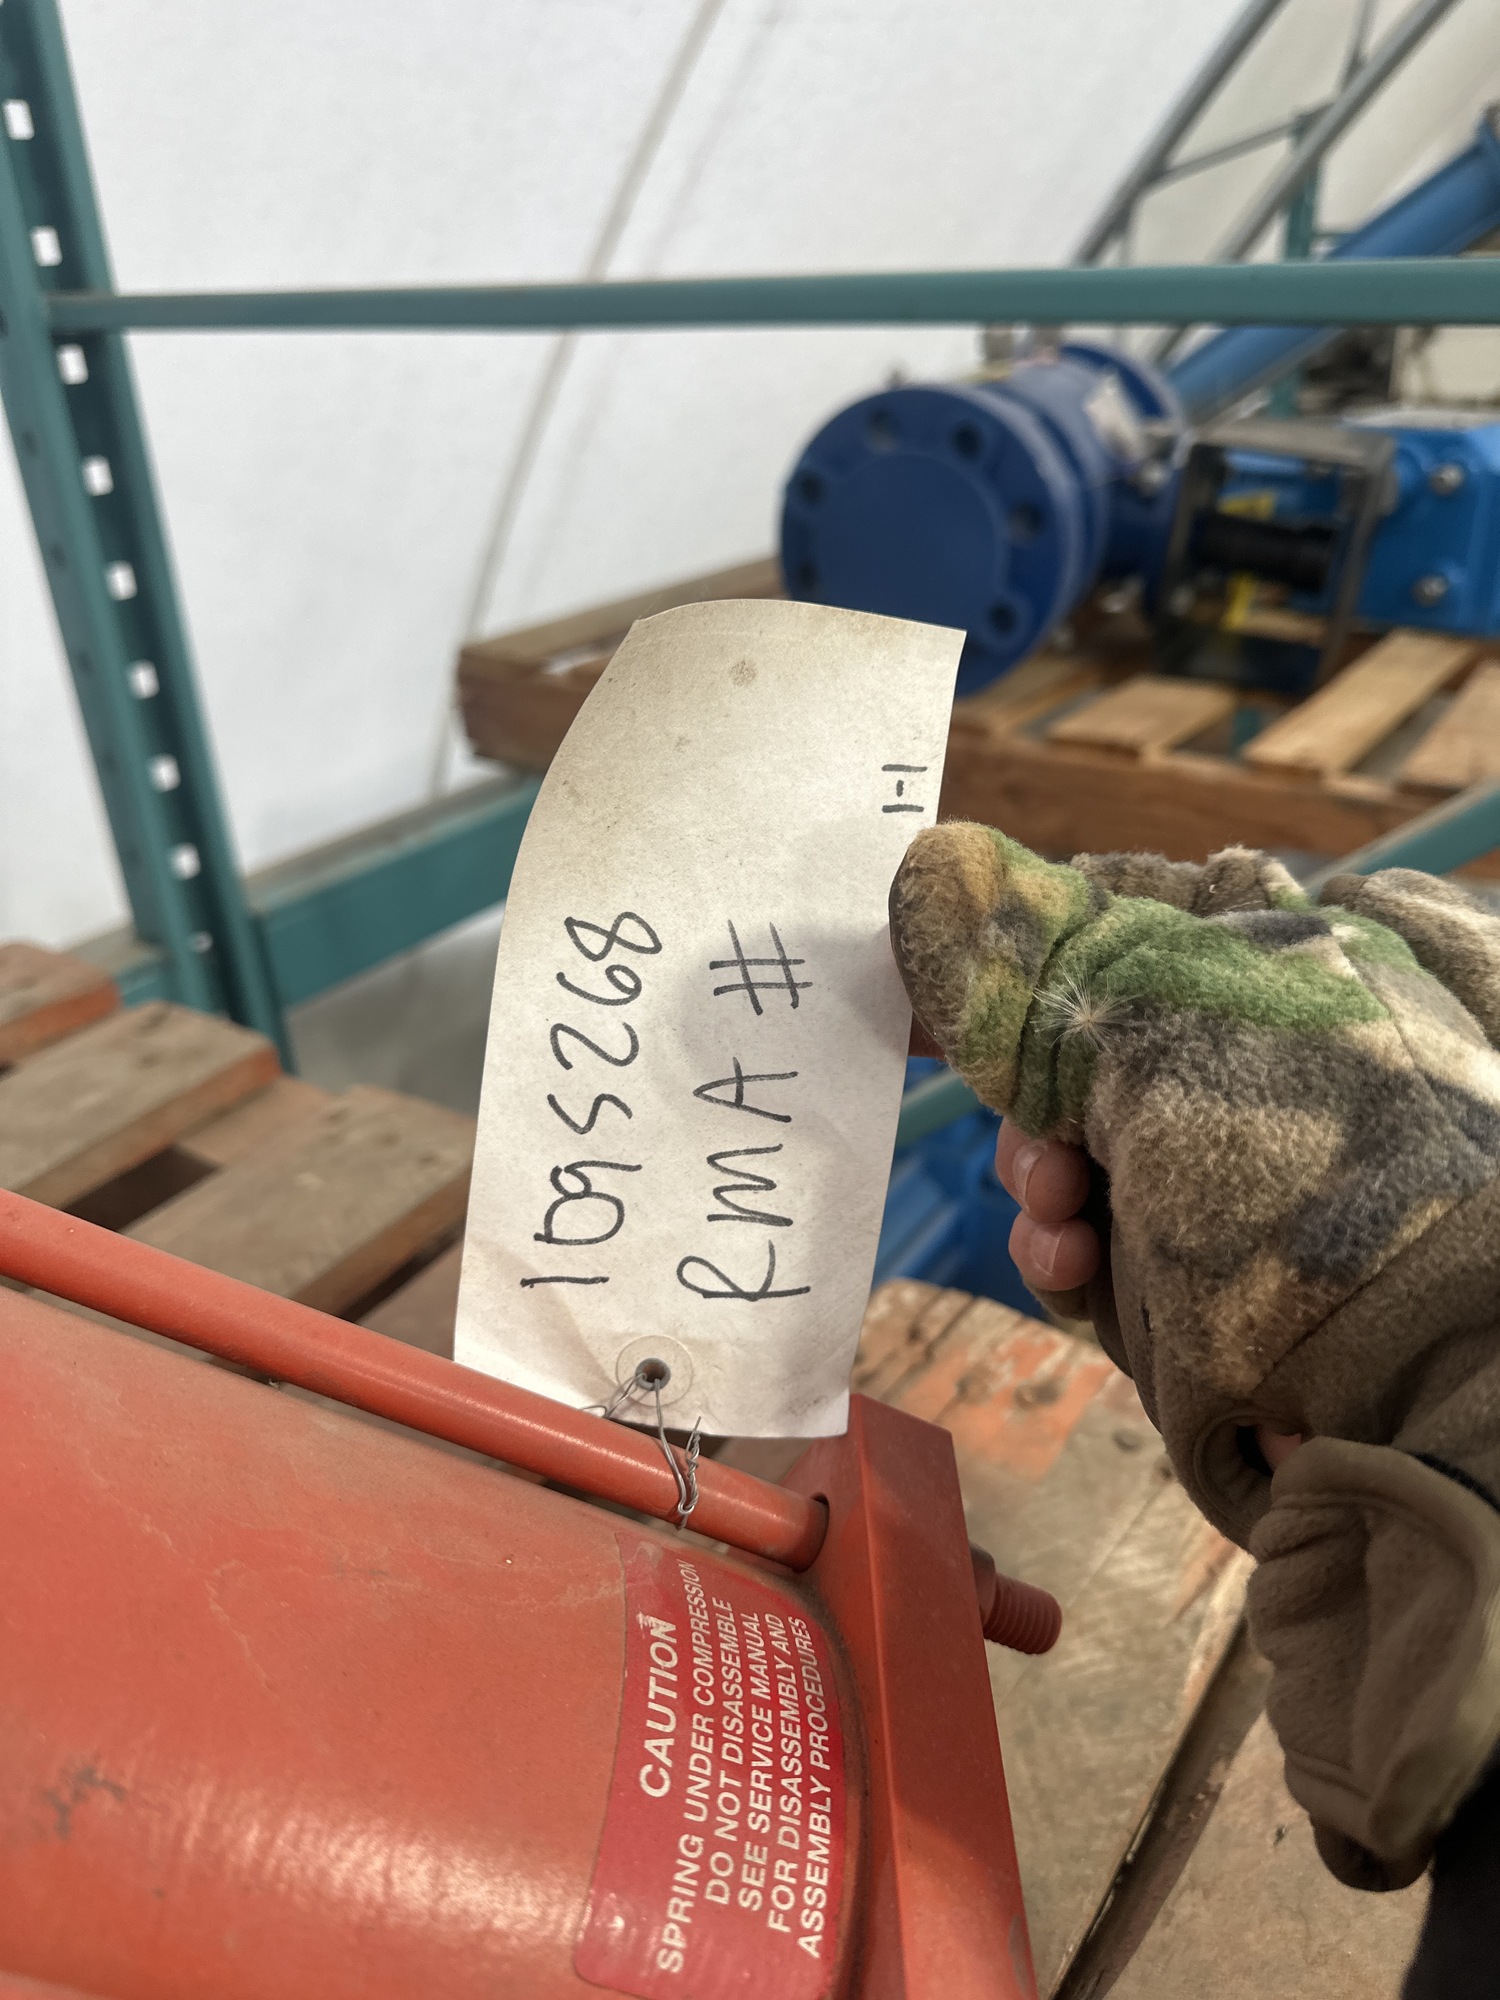 1095268
RMA #
1-1
CAUTION
SPRING UNDER COMPRESSION
DO NOT DISASSEMBLE
SEE SERVICE MANUAL
FOR DISASSEMBLY AND
ASSEMBLY PROCEDURES